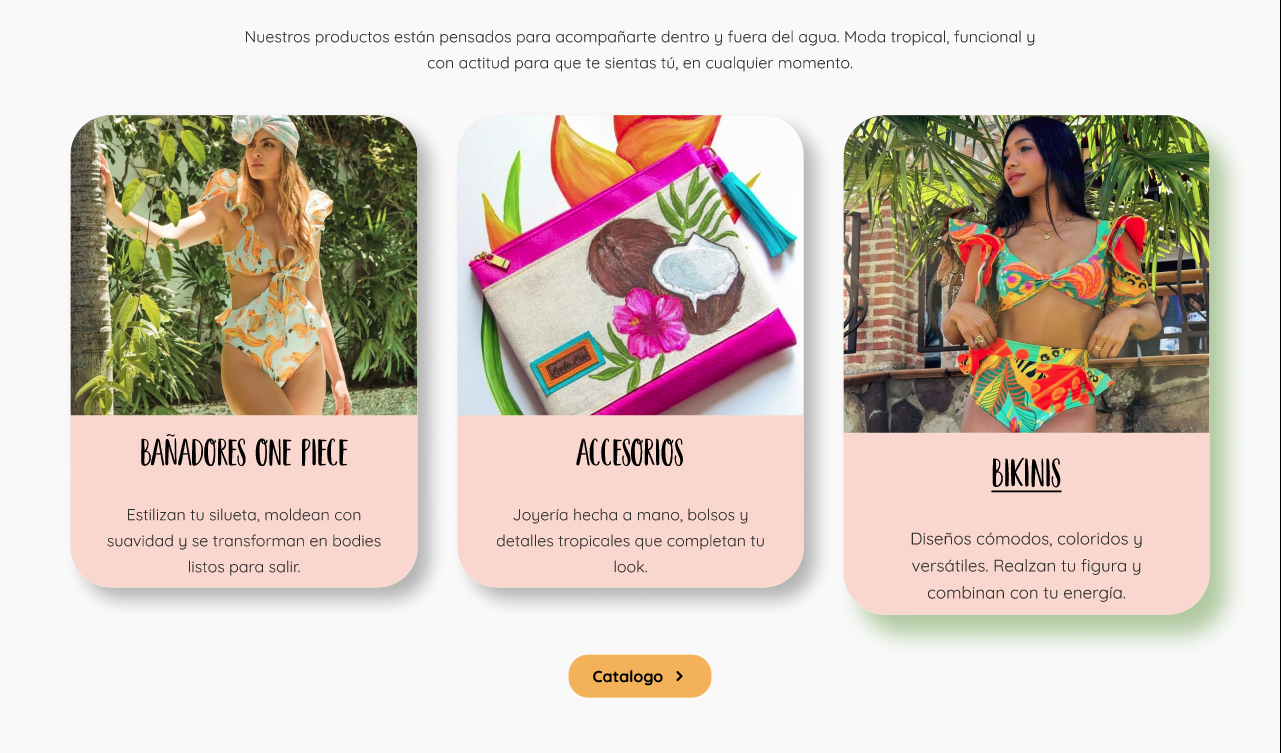 Nuestros productos están pensados para acompañarte dentro y fuera del agua. Moda tropical, funcional y
con actitud para que te sientas tú, en cualquier momento.
BAÑADORES ONE PIECE
Estilizan tu silueta, moldean con
suavidad y se transforman en bodies
listos para salir.
ACCESORIOS
Joyería hecha a mano, bolsos y
detalles tropicales que completan tu
look.
BIKINIS
Diseños cómodos, coloridos y
versátiles. Realzan tu figura y
combinan con tu energía.
Catalogo